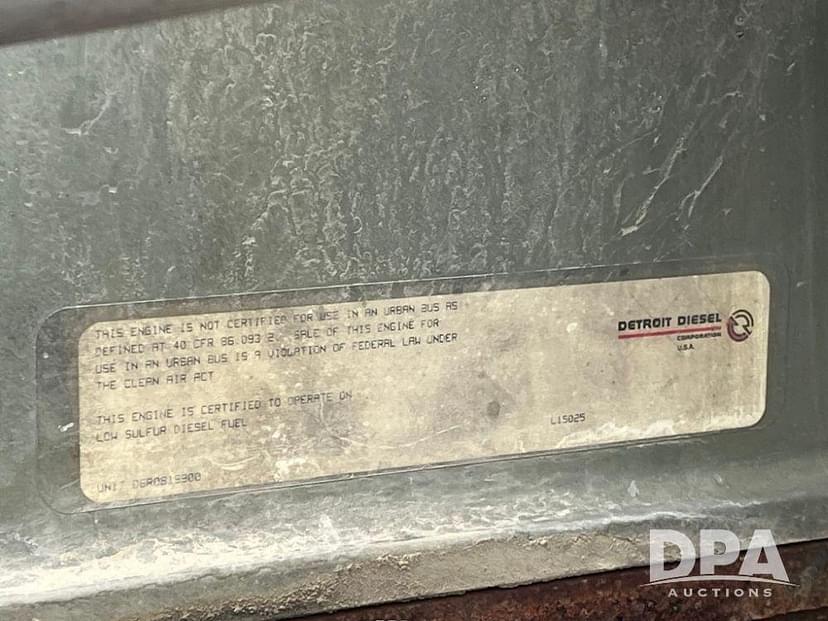 THIS ENGINE IS NOT CERTIFIED FOR USE IN AN URBAN BUS AS
DEFINED AT 40 CFR 86.093 2. SALE OF THIS ENGINE FOR
USE IN AN URBAN BUS IS A VIOLATION OF FEDERAL LAW UNDER
THE CLEAN AIR ACT
THIS ENGINE IS CERTIFIED TO OPERATE ON
LOW SULFUR DIESEL FUEL
UNIT
L15025
DETROIT DIESEL
CORPORATION
U.S.A.
DPA
AUCTIONS